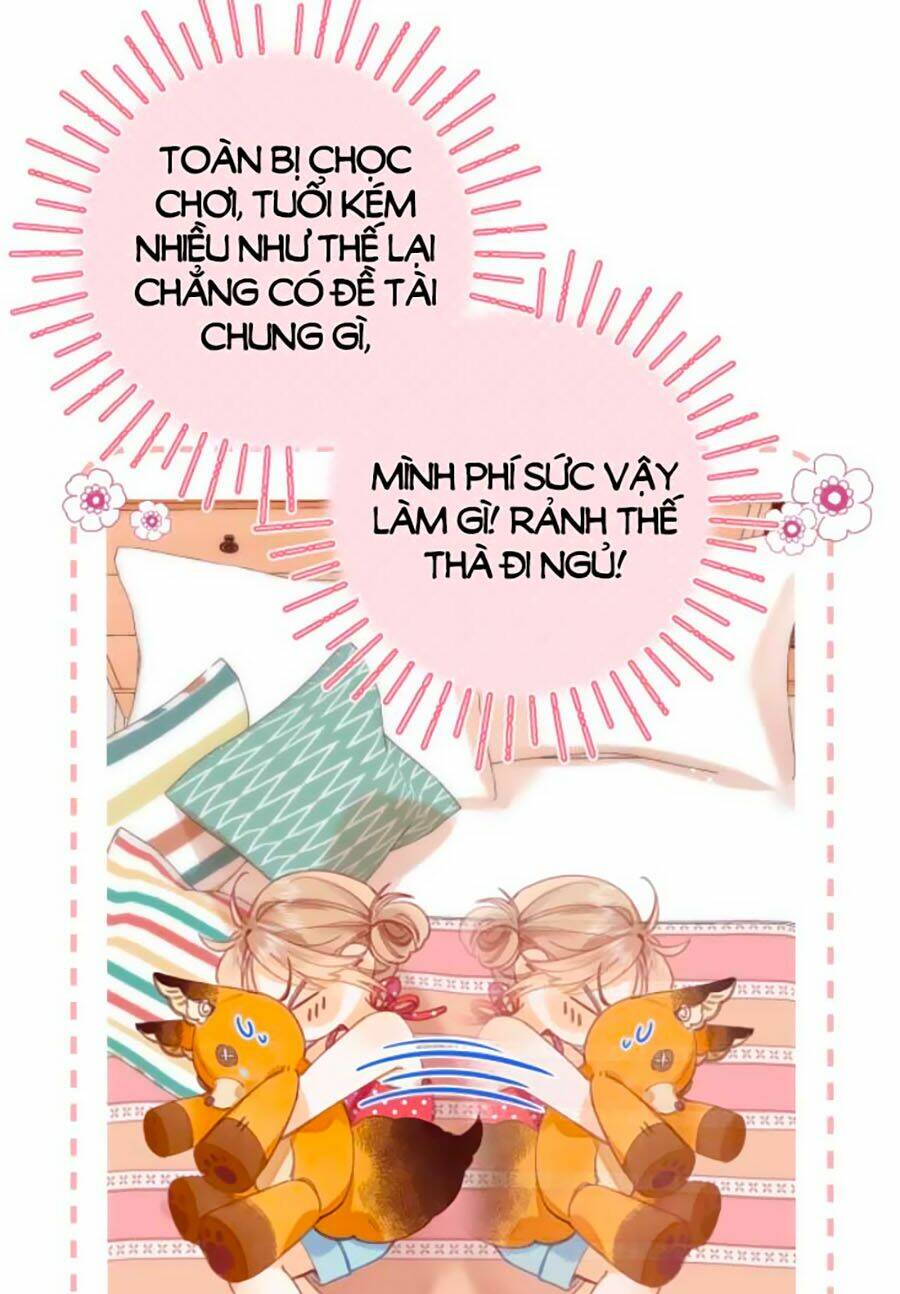 TOÀN BỊ CHỌC
CHƠI, TUỔI KÉM
NHIỀU NHƯ THẾ LẠI
CHẲNG CÓ ĐỀ TÀI
CHUNG GÌ,
MÌNH PHÍ SỨC VẬY
LÀM GÌ! RẢNH THẾ
THÀ ĐI NGỦ!